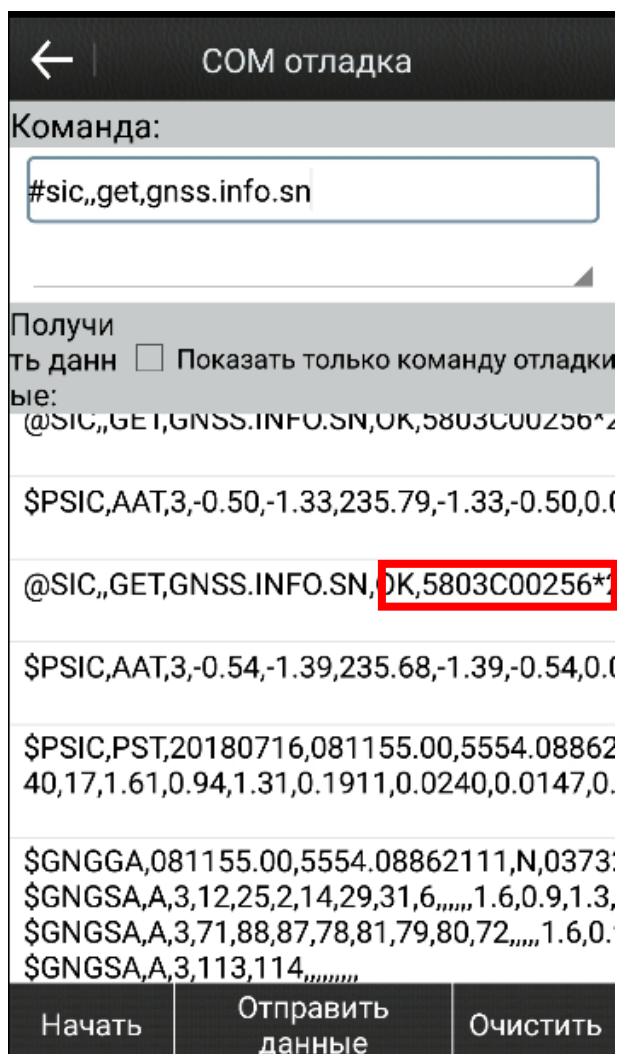 COM отладка
Команда:
#sic,,get,gnss.info.sn
Получи
ть данн
ые:
Показать только команду отладки
@SIC,,GET,GNSS.INFO.SN,OK,5803C00256*2
$PSIC,AAT,3,-0.50,-1.33,235.79,-1.33,-0.50,0.0
@SIC,,GET,GNSS.INFO.SN,OK,5803C00256*2
$PSIC,AAT,3,-0.54,-1.39,235.68,-1.39,-0.54,0.0
$PSIC,PST,20180716,081155.00,5554.08862
40,17,1.61,0.94,1.31,0.1911,0.0240,0.0147,0.
$GNGGA,081155.00,5554.08862111,N,0373
$GNGSA,A,3,12,25,2,14,29,31,6,,,,,,1.6,0.9,1.3,
$GNGSA,A,3,71,88,87,78,81,79,80,72,,,,,1.6,0.
$GNGSA,A,3,113,114,,,,,,,,,
Начать
Отправить
данные
Очистить